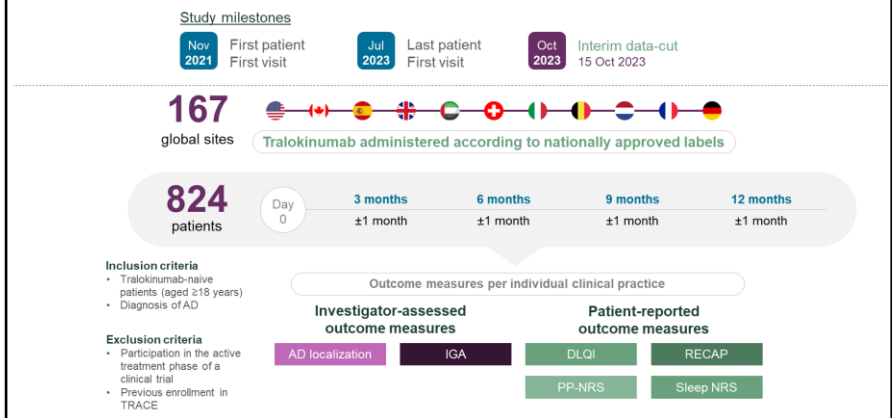 Study milestones
Nov
2021
First patient
First visit
Jul
2023
Last patient
First visit
Oct
2023
Interim data-cut
15 Oct 2023
167
global sites
Tralokinumab administered according to nationally approved labels
824
patients
Day
0
3 months
±1 month
6 months
±1 month
9 months
±1 month
12 months
±1 month
Inclusion criteria
• Tralokinumab-naive
patients (aged ≥18 years)
• Diagnosis of AD
Exclusion criteria
• Participation in the active
treatment phase of a
clinical trial
• Previous enrollment in
TRACE
Outcome measures per individual clinical practice
Investigator-assessed
outcome measures
AD localization
IGA
Patient-reported
outcome measures
DLQI
RECAP
PP-NRS
Sleep NRS